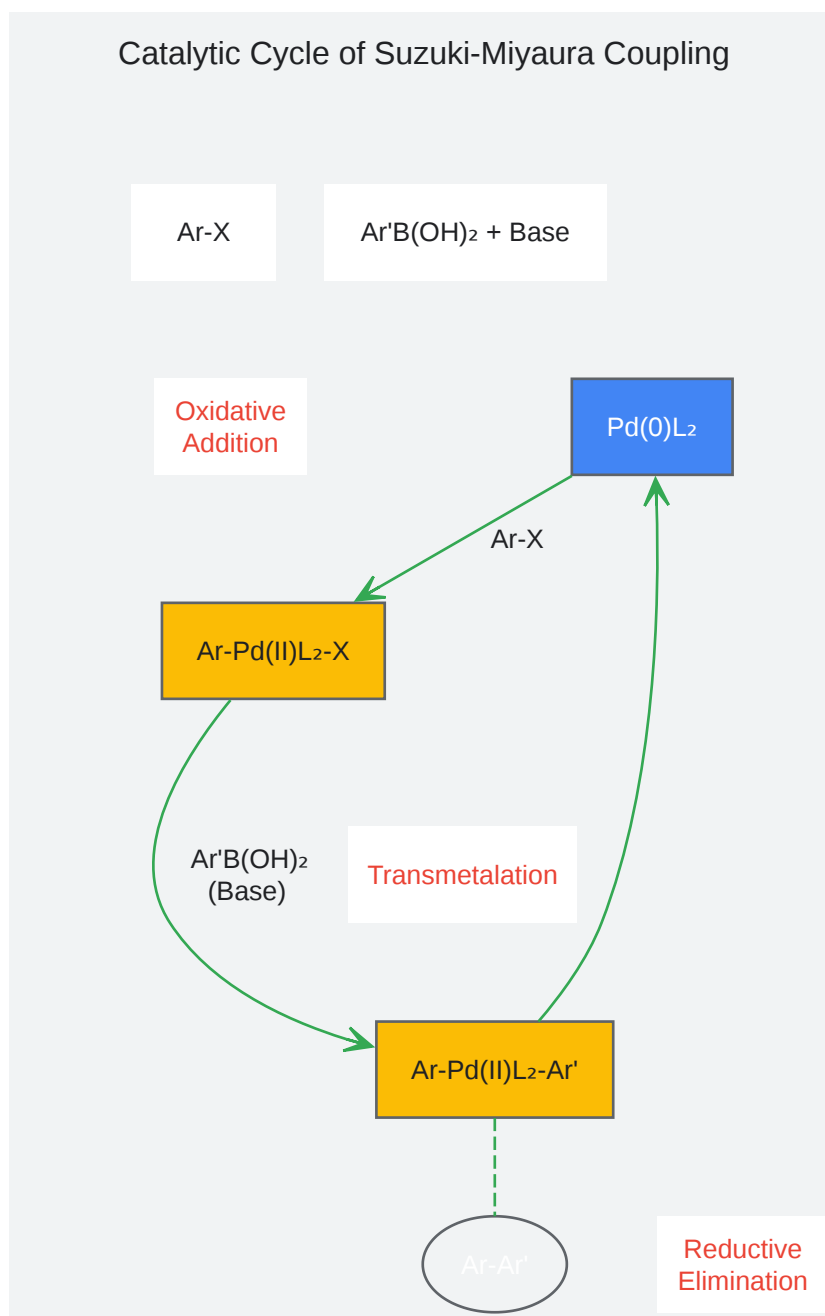 Catalytic Cycle of Suzuki-Miyaura Coupling
Ar-X
Ar'B(OH)₂ + Base
Oxidative
Addition
Pd(0)L₂
Ar-X
Ar-Pd(II)L₂-X
Ar'B(OH)₂
(Base)
Transmetalation
Ar-Pd(II)L₂-Ar'
Ar-Ar'
Reductive
Elimination